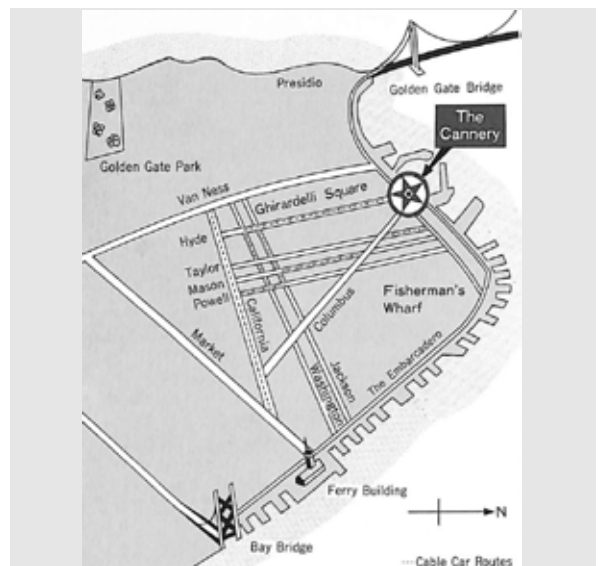 Presidio
Golden Gate Bridge
The
Cannery
Golden Gate Park
Van Ness
Ghirardelli Square
Hyde
Taylor
Mason
Powell
California
Columbus
Fisherman's
Wharf
Market
Jackson
Washington
The Embarcadero
Ferry Building
N
Bay Bridge
Cable Car Routes